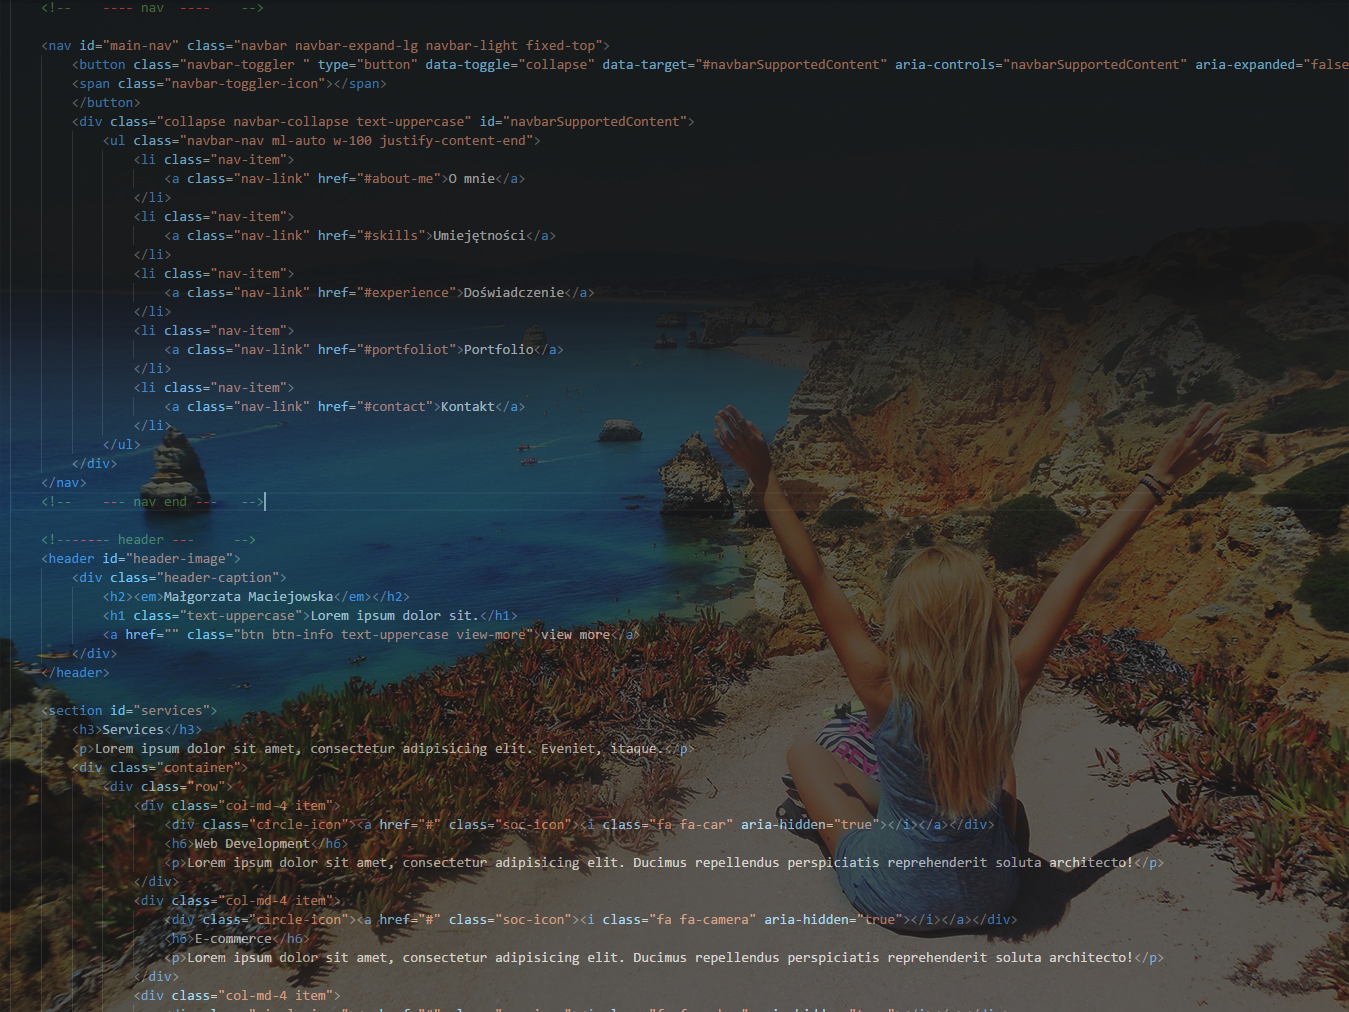 <!--    ---- nav  ----    -->
<nav id="main-nav" class="navbar navbar-expand-lg navbar-light fixed-top">
<button class="navbar-toggler " type="button" data-toggle="collapse" data-target="#navbarSupportedContent" aria-controls="navbarSupportedContent" aria-expanded="false
<span class="navbar-toggler-icon"></span>
</button>
<div class="collapse navbar-collapse text-uppercase" id="navbarSupportedContent">
<ul class="navbar-nav ml-auto w-100 justify-content-end">
<li class="nav-item">
<a class="nav-link" href="#about-me">O mnie</a>
</li>
<li class="nav-item">
<a class="nav-link" href="#skills">Umiejętności</a>
</li>
<li class="nav-item">
<a class="nav-link" href="#experience">Doświadczenie</a>
</li>
<li class="nav-item">
<a class="nav-link" href="#portfoliot">Portfolio</a>
</li>
<li class="nav-item">
<a class="nav-link" href="#contact">Kontakt</a>
</li>
</ul>
</div>
</nav>
<!--    --- nav end ---   -->
<!------- header ---     -->
<header id="header-image">
<div class="header-caption">
<h2><em>Małgorzata Maciejowska</em></h2>
<h1 class="text-uppercase">Lorem ipsum dolor sit.</h1>
<a href="" class="btn btn-info text-uppercase view-more">view more</a>
</div>
</header>
<section id="services">
<h3>Services</h3>
<p>Lorem ipsum dolor sit amet, consectetur adipisicing elit. Eveniet, itaque.</p>
<div class="container">
<div class="row">
<div class="col-md-4 item">
<div class="circle-icon"><a href="#" class="soc-icon"><i class="fa fa-car" aria-hidden="true"></i></a></div>
<h6>Web Development</h6>
<p>Lorem ipsum dolor sit amet, consectetur adipisicing elit. Ducimus repellendus perspiciatis reprehenderit soluta architecto!</p>
</div>
<div class="col-md-4 item">
<div class="circle-icon"><a href="#" class="soc-icon"><i class="fa fa-camera" aria-hidden="true"></i></a></div>
<h6>E-commerce</h6>
<p>Lorem ipsum dolor sit amet, consectetur adipisicing elit. Ducimus repellendus perspiciatis reprehenderit soluta architecto!</p>
</div>
<div class="col-md-4 item">